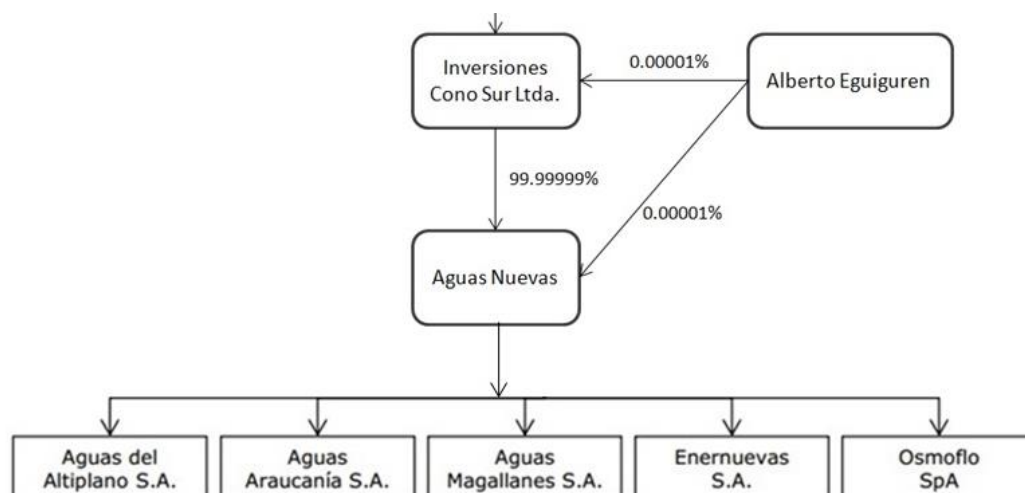 Inversiones
Cono Sur Ltda.
0.00001%
Alberto Eguiguren
99.99999%
0.00001%
Aguas Nuevas
Aguas del
Altiplano S.A.
Aguas
Araucanía S.A.
Aguas
Magallanes S.A.
Enernuevas
S.A.
Osmoflo
SpA